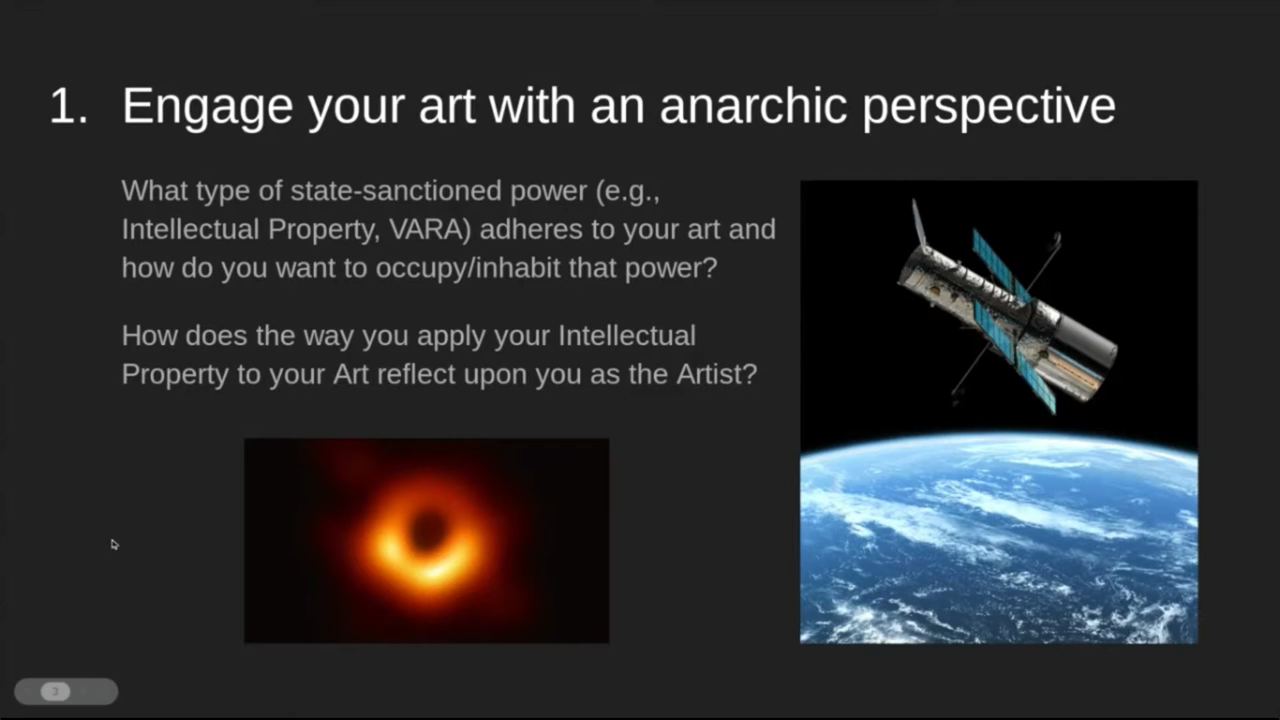 1. Engage your art with an anarchic perspective
What type of state-sanctioned power (e.g.,
Intellectual Property, VARA) adheres to your art and
how do you want to occupy/inhabit that power?
How does the way you apply your Intellectual
Property to your Art reflect upon you as the Artist?
3